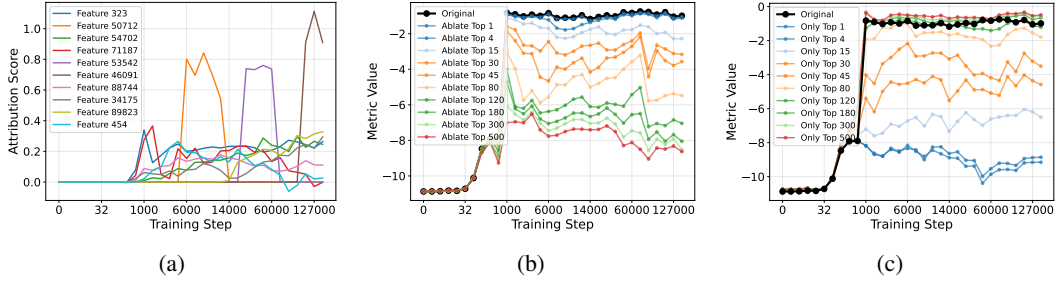 Feature 323
Feature 50712
Feature 54702
Feature 71187
Feature 53542
Feature 46091
Feature 88744
Feature 34175
Feature 89823
Feature 454
Attribution Score
1.0
0.8
0.6
0.4
0.2
0.0
0 32 1000 6000 14000 60000 127000
Training Step
(a)
Original
Ablate Top 1
Ablate Top 4
Ablate Top 15
Ablate Top 30
Ablate Top 45
Ablate Top 80
Ablate Top 120
Ablate Top 180
Ablate Top 300
Ablate Top 500
Metric Value
−2
−4
−6
−8
−10
0 32 1000 6000 14000 60000 127000
Training Step
(b)
Original
Only Top 1
Only Top 4
Only Top 15
Only Top 30
Only Top 45
Only Top 80
Only Top 120
Only Top 180
Only Top 300
Only Top 500
Metric Value
0
−2
−4
−6
−8
−10
0 32 1000 6000 14000 60000 127000
Training Step
(c)